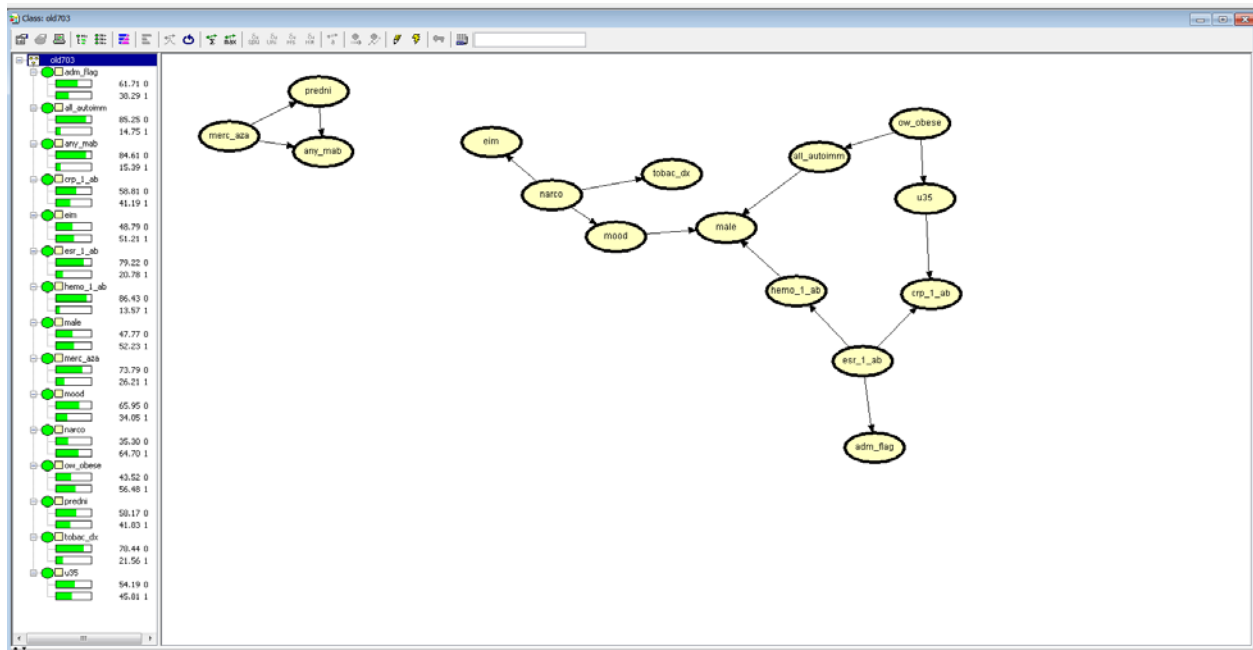 Class: old703
old703
adm_flag
61.71 0
38.29 1
all_autoimm
85.25 0
14.75 1
any_mab
84.61 0
15.39 1
crp_1_ab
58.81 0
41.19 1
eim
48.79 0
51.21 1
esr_1_ab
79.22 0
20.78 1
hemo_1_ab
86.43 0
13.57 1
male
47.77 0
52.23 1
merc_aza
73.79 0
26.21 1
mood
65.95 0
34.05 1
narco
35.30 0
64.70 1
ow_obese
43.52 0
56.48 1
predni
58.17 0
41.83 1
tobac_dx
78.44 0
21.56 1
u35
54.19 0
45.81 1
predni
merc_aza
any_mab
eim
tobac_dx
narco
mood
male
all_autoimm
ow_obese
u35
hemo_1_ab
crp_1_ab
esr_1_ab
adm_flag